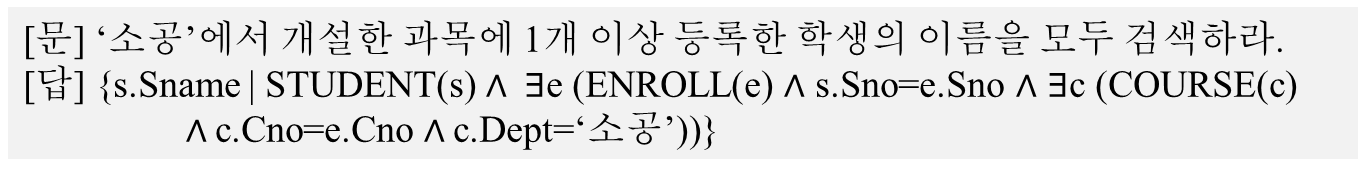 [문] ‘소공’에서 개설한 과목에 1개 이상 등록한 학생의 이름을 모두 검색하라.
[답] {s.Sname | STUDENT(s) ∧ ∃e (ENROLL(e) ∧ s.Sno=e.Sno ∧ ∃c (COURSE(c)
∧ c.Cno=e.Cno ∧ c.Dept=‘소공’))}